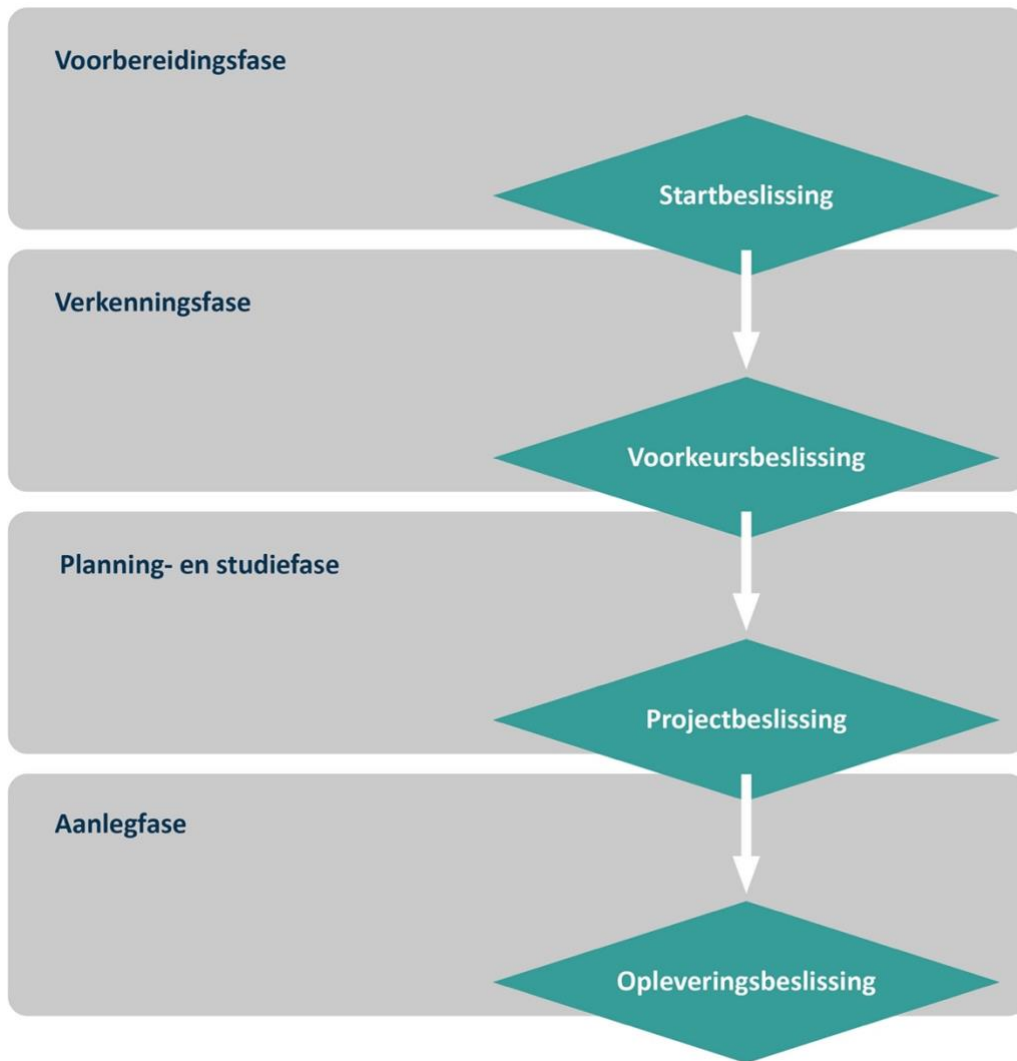 Voorbereidingsfase
Startbeslissing
Verkenningsfase
Voorkeursbeslissing
Planning- en studiefase
Projectbeslissing
Aanlegfase
Opleveringsbeslissing